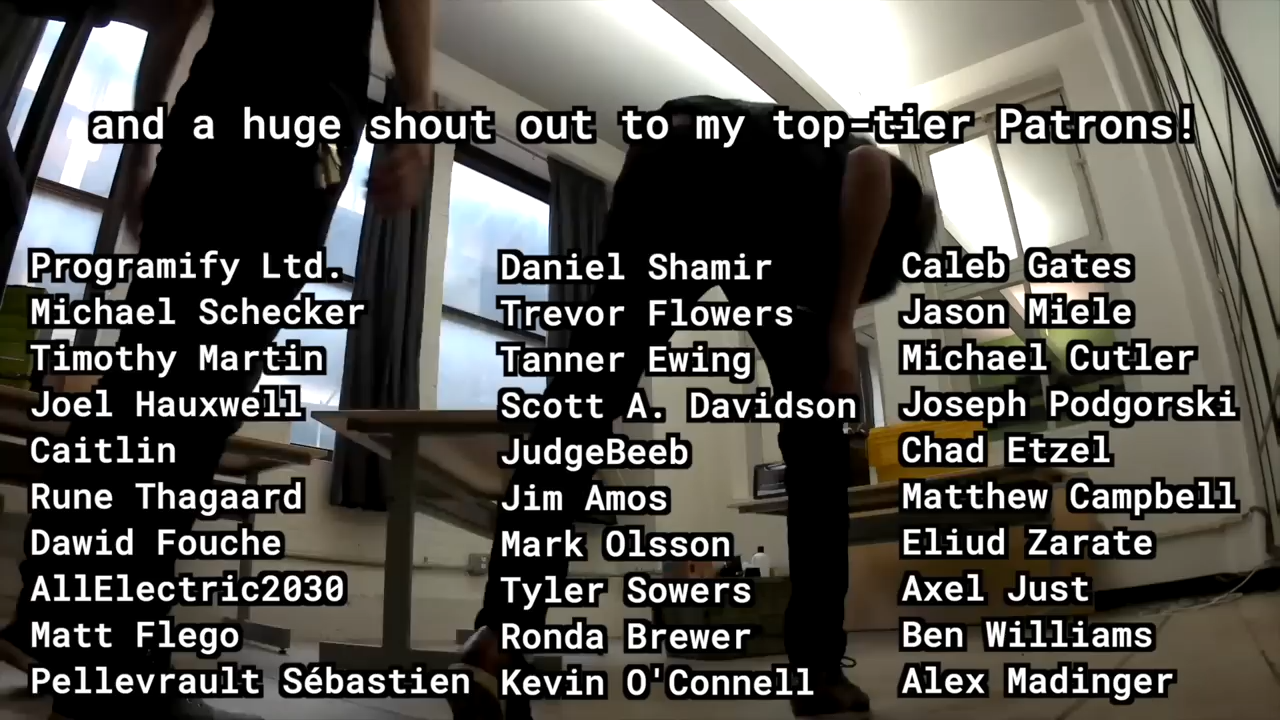 and a huge shout out to my top-tier Patrons!
Programify Ltd.
Michael Schecker
Timothy Martin
Joel Hauxwell
Caitlin
Rune Thagaard
Dawid Fouche
AllElectric2030
Matt Flego
Pellevrault Sébastien
Daniel Shamir
Trevor Flowers
Tanner Ewing
Scott A. Davidson
JudgeBeeb
Jim Amos
Mark Olsson
Tyler Sowers
Ronda Brewer
Kevin O'Connell
Caleb Gates
Jason Miele
Michael Cutler
Joseph Podgorski
Chad Etzel
Matthew Campbell
Eliud Zarate
Axel Just
Ben Williams
Alex Madinger